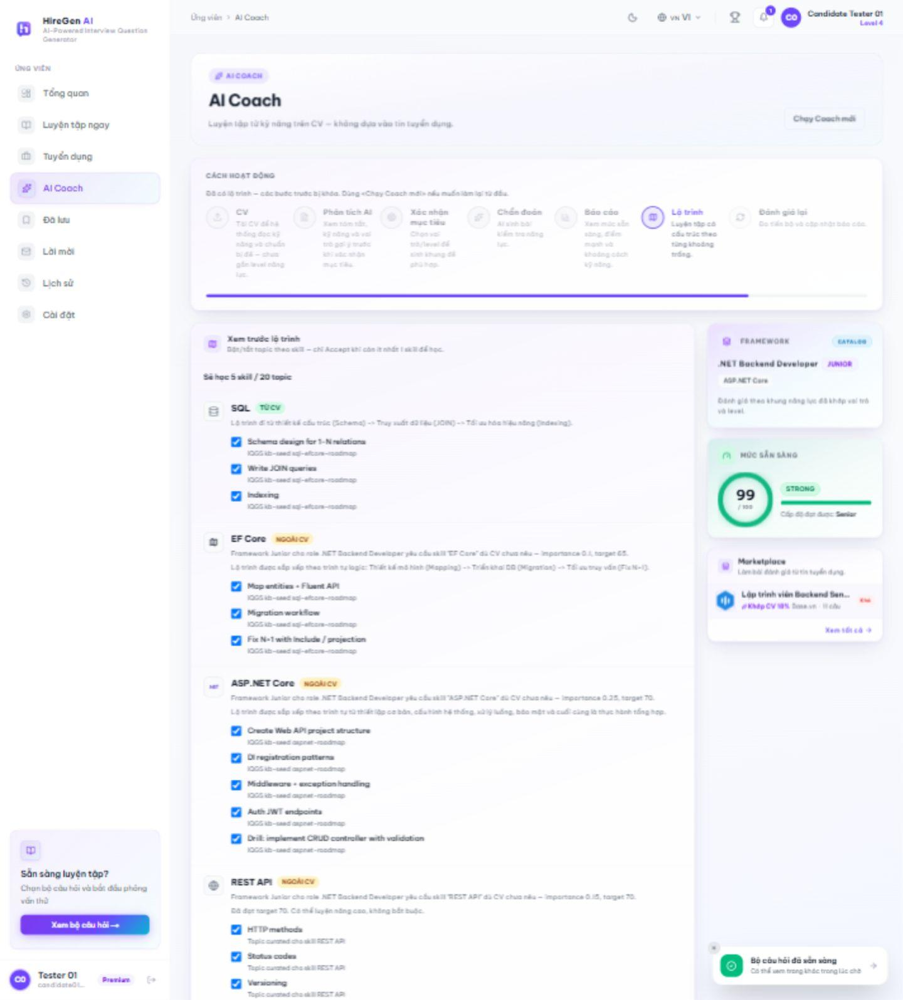 HireGen AI
AI-Powered Interview Question
Generator
ỨNG VIÊN
Tổng quan
Luyện tập ngay
Tuyển dụng
AI Coach
Đã lưu
Lời mời
Lịch sử
Cài đặt
Sẵn sàng luyện tập?
Chọn bộ câu hỏi và bắt đầu phỏng
vấn thử
Xem bộ câu hỏi →
C0
Tester 01
candidate01...
Premium
Ứng viên > AI Coach
VN VI
1
C0
Candidate Tester 01
Level 4
AI COACH
AI Coach
Luyện tập từ kỹ năng trên CV — không dựa vào tin tuyển dụng.
Chạy Coach mới
CÁCH HOẠT ĐỘNG
Đã có lộ trình — các bước trước bị khóa. Dùng «Chạy Coach mới» nếu muốn làm lại từ đầu.
CV
Tải CV để hệ
thống đọc kỹ
năng và chuẩn
bị đề — chưa
gắn level năng
lực.
Phân tích AI
Xem tóm tắt,
kỹ năng và vai
trò gợi ý trước
khi xác nhận
mục tiêu.
Xác nhận
mục tiêu
Chọn vai
trò/level để
sinh khung đề
phù hợp.
Chẩn đoán
AI sinh bài
kiểm tra năng
lực.
Báo cáo
Xem mức sẵn
sàng, điểm
mạnh và
khoảng cách
kỹ năng.
Lộ trình
Luyện tập có
cấu trúc theo
từng khoảng
trống.
Đánh giá lại
Đo tiến bộ và cập nhật báo cáo.
Xem trước lộ trình
Bật/tắt topic theo skill — chỉ Accept khi còn ít nhất 1 skill để học.
Sẽ học 5 skill / 20 topic
SQL TỪ CV
Lộ trình đi từ thiết kế cấu trúc (Schema) -> Truy xuất dữ liệu (JOIN) -> Tối ưu hóa hiệu năng (Indexing).
Schema design for 1-N relations
IQGS kb-seed sql-efcore-roadmap
Write JOIN queries
IQGS kb-seed sql-efcore-roadmap
Indexing
IQGS kb-seed sql-efcore-roadmap
EF Core NGOÀI CV
Framework Junior cho role .NET Backend Developer yêu cầu skill "EF Core" dù CV chưa nêu — importance 0.1, target 65.
Lộ trình được sắp xếp theo trình tự logic: Thiết kế mô hình (Mapping) -> Triển khai DB (Migration) -> Tối ưu truy vấn (Fix N+1).
Map entities + Fluent API
IQGS kb-seed sql-efcore-roadmap
Migration workflow
IQGS kb-seed sql-efcore-roadmap
Fix N+1 with Include / projection
IQGS kb-seed sql-efcore-roadmap
.NET
ASP.NET Core NGOÀI CV
Framework Junior cho role .NET Backend Developer yêu cầu skill "ASP.NET Core" dù CV chưa nêu — importance 0.25, target 70.
Lộ trình được sắp xếp theo trình tự từ thiết lập cơ bản, cấu hình hệ thống, xử lý luồng, bảo mật và cuối cùng là thực hành tổng hợp.
Create Web API project structure
IQGS kb-seed aspnet-roadmap
DI registration patterns
IQGS kb-seed aspnet-roadmap
Middleware + exception handling
IQGS kb-seed aspnet-roadmap
Auth JWT endpoints
IQGS kb-seed aspnet-roadmap
Drill: implement CRUD controller with validation
IQGS kb-seed aspnet-roadmap
REST API NGOÀI CV
Framework Junior cho role .NET Backend Developer yêu cầu skill "REST API" dù CV chưa nêu — importance 0.15, target 70.
Đã đạt target 70. Có thể luyện nâng cao, không bắt buộc.
HTTP methods
Topic curated cho skill REST API
Status codes
Topic curated cho skill REST API
Versioning
Topic curated cho skill REST API
FRAMEWORK
CATALOG
.NET Backend Developer JUNIOR
ASP.NET Core
Đánh giá theo khung năng lực đã khớp vai trò
và level.
MỨC SẴN SÀNG
99
/ 100
STRONG
Cấp độ đạt được: Senior
Marketplace
Làm bài đánh giá từ tin tuyển dụng.
Lập trình viên Backend Sen...
Khớp CV 18% Base.vn · 11 câu
Khó
Xem tất cả →
Bộ câu hỏi đã sẵn sàng
Có thể xem trang khác trong lúc chờ